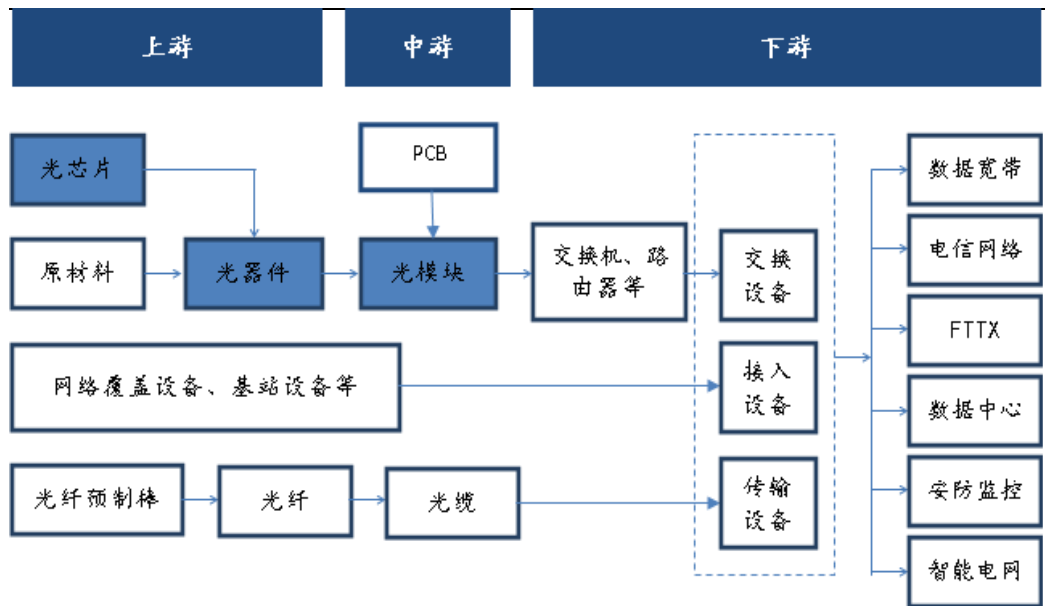 上游
中游
下游
光芯片
PCB
原材料
光器件
光模块
交换机、路
由器等
交换
设备
网络覆盖设备、基站设备等
接入
设备
光纤预制棒
光纤
光缆
传输
设备
数据宽带
电信网络
FTTX
数据中心
安防监控
智能电网